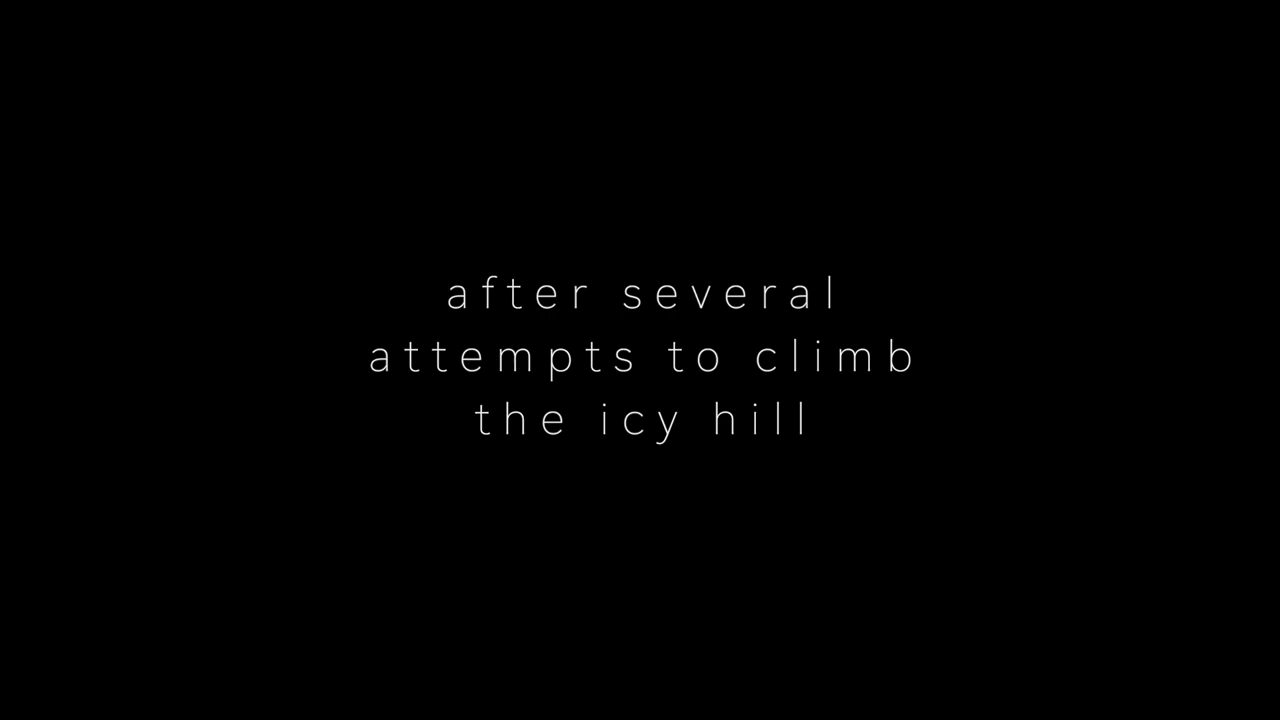 after several
attempts to climb
the icy hill